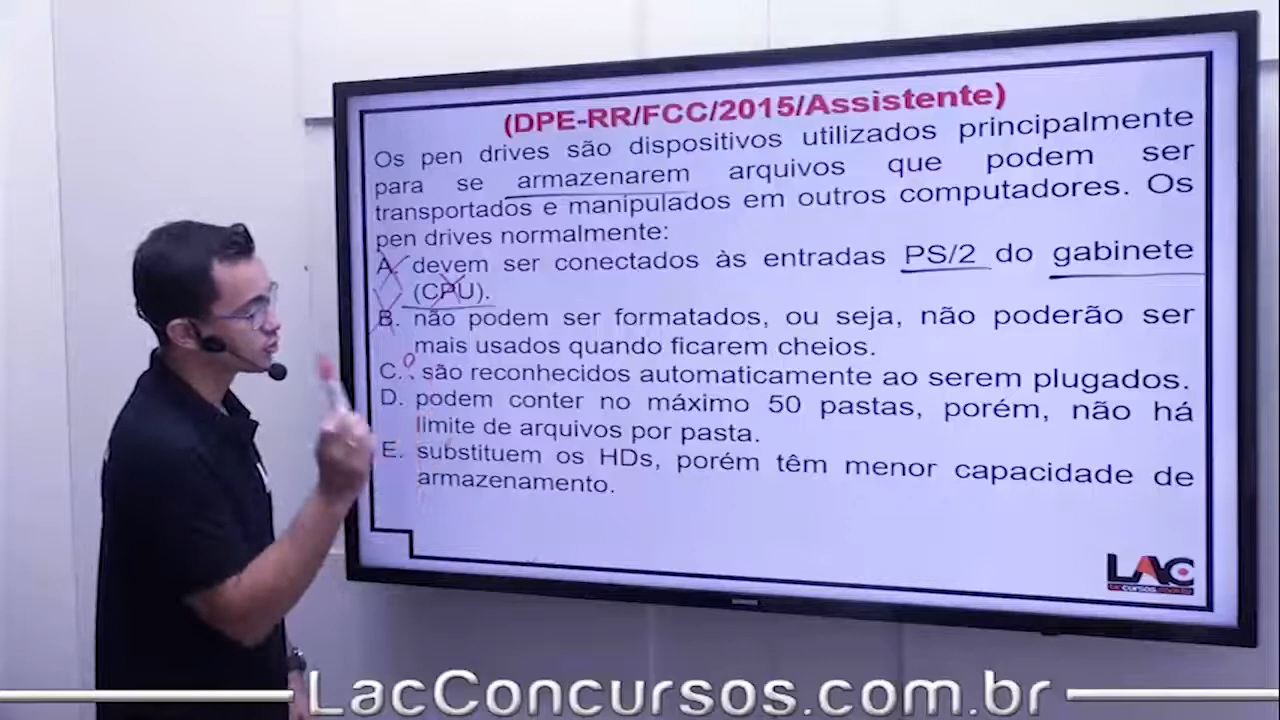 (DPE-RR/FCC/2015/Assistente)
Os pen drives são dispositivos utilizados principalmente
para se armazenarem arquivos que podem ser
transportados e manipulados em outros computadores. Os
pen drives normalmente:
A. devem ser conectados às entradas PS/2 do gabinete
(CPU).
B. não podem ser formatados, ou seja, não poderão ser
mais usados quando ficarem cheios.
C. são reconhecidos automaticamente ao serem plugados.
D. podem conter no máximo 50 pastas, porém, não há
limite de arquivos por pasta.
E. substituem os HDs, porém têm menor capacidade de
armazenamento.
LAC
LacConcursos.com.br